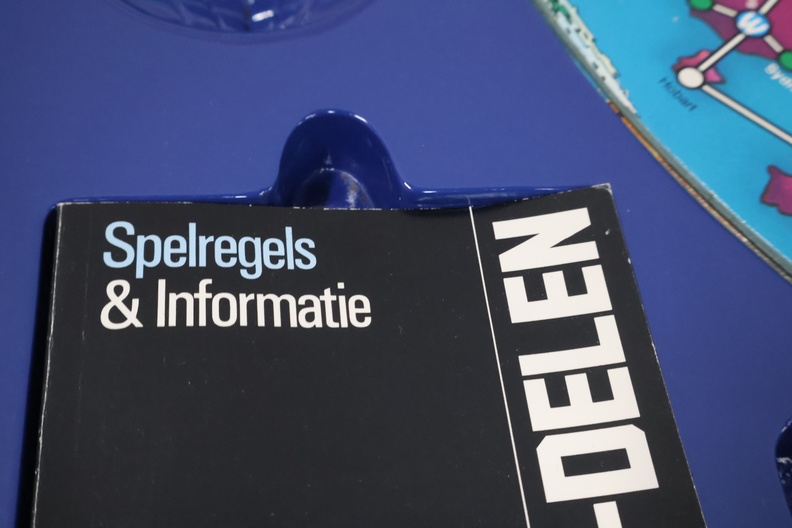 Spelregels
& Informatie
-DELEN
Hobart
W